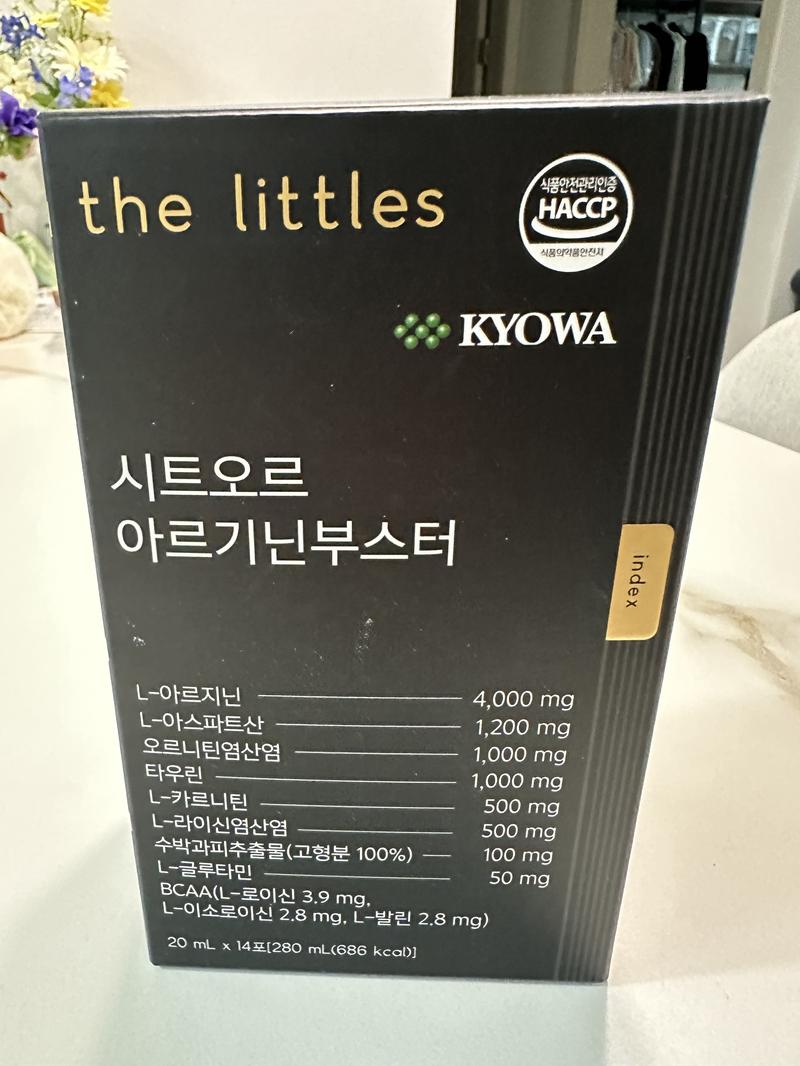 the littles
식품안전관리인증
HACCP
식품의약품안전처
KYOWA
시트오르
아르기닌부스터
index
L-아르지닌 4,000 mg
L-아스파트산 1,200 mg
오르니틴염산염 1,000 mg
타우린 1,000 mg
L-카르니틴 500 mg
L-라이신염산염 500 mg
수박과피추출물(고형분 100%) 100 mg
L-글루타민 50 mg
BCAA(L-로이신 3.9 mg,
L-이소로이신 2.8 mg, L-발린 2.8 mg)
20 mL x 14포[280 mL(686 kcal)]